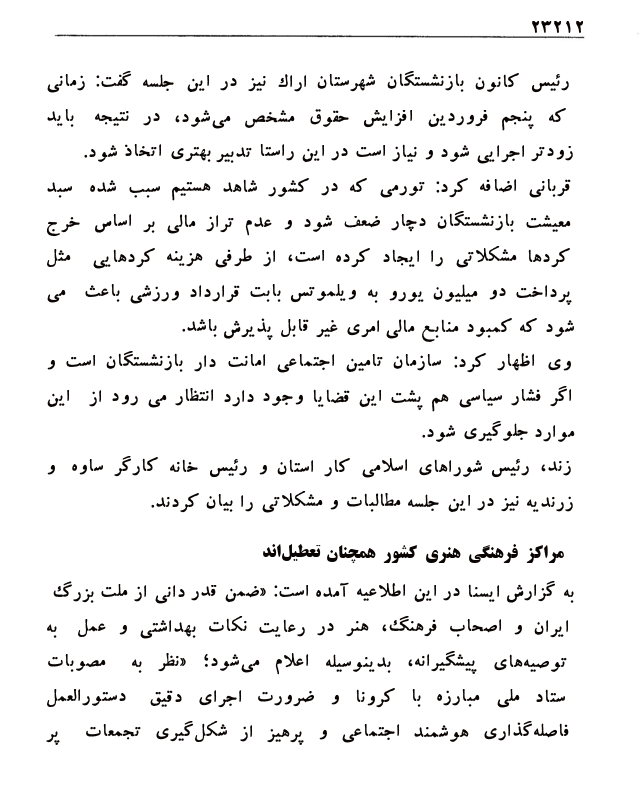 ۲۳۲۱۲
رئیس کانون بازنشستگان شهرستان اراك نیز در این جلسه گفت: زمانی
که پنجم فروردین افزایش حقوق مشخص می‌شود، در نتیجه باید
زودتر اجرایی شود و نیاز است در این راستا تدبیر بهتری اتخاذ شود.
قربانی اضافه کرد: تورمی که در کشور شاهد هستیم سبب شده سبد
معیشت بازنشستگان دچار ضعف شود و عدم تراز مالی بر اساس خرج
کردها مشکلاتی را ایجاد کرده است، از طرفی هزینه کردهایی مثل
پرداخت دو میلیون یورو به ویلموتس بابت قرارداد ورزشی باعث می
شود که کمبود منابع مالی امری غیر قابل پذیرش باشد.
وی اظهار کرد: سازمان تامین اجتماعی امانت دار بازنشستگان است و
اگر فشار سیاسی هم پشت این قضایا وجود دارد انتظار می رود از این
موارد جلوگیری شود.
زند، رئیس شوراهای اسلامی کار استان و رئیس خانه کارگر ساوه و
زرندیه نیز در این جلسه مطالبات و مشکلاتی را بیان کردند.
مراکز فرهنگی هنری کشور همچنان تعطیل‌اند
به گزارش ایسنا در این اطلاعیه آمده است: «ضمن قدر دانی از ملت بزرگ
ایران و اصحاب فرهنگ، هنر در رعایت نکات بهداشتی و عمل به
توصیه‌های پیشگیرانه، بدینوسیله اعلام می‌شود؛ «نظر به مصوبات
ستاد ملی مبارزه با کرونا و ضرورت اجرای دقیق دستورالعمل
فاصله‌گذاری هوشمند اجتماعی و پرهیز از شکل‌گیری تجمعات پر